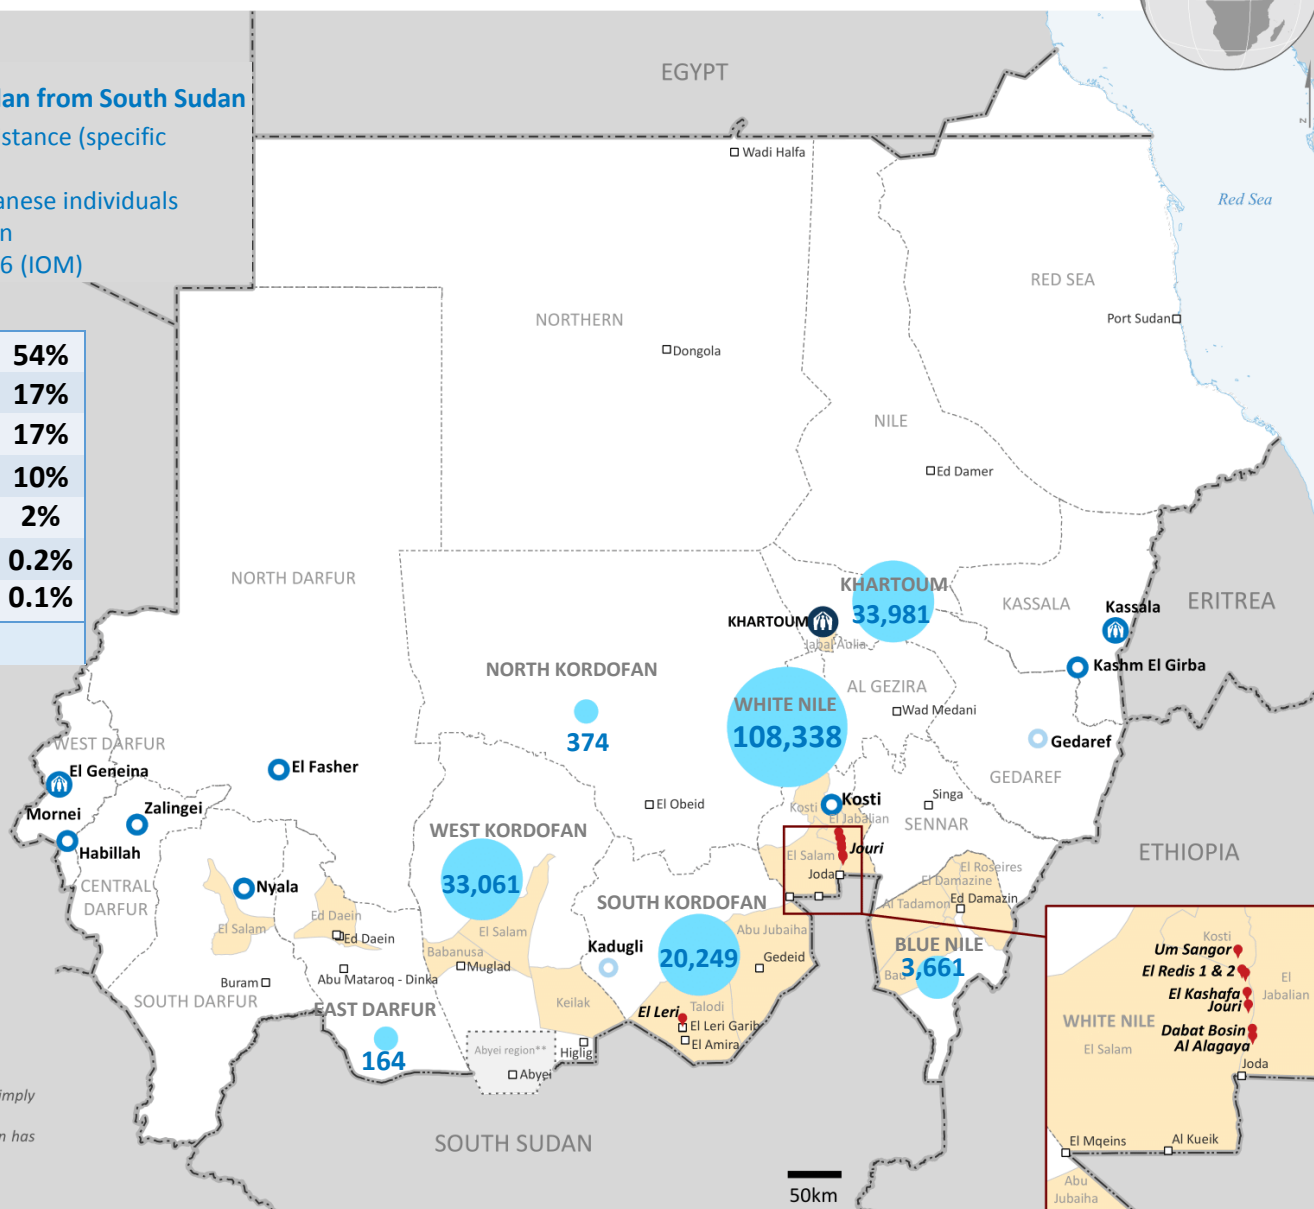 EGYPT
lan from South Sudan
stance (specific
anese individuals
n
6 (IOM)
54%
17%
17%
10%
2%
0.2%
0.1%
Wadi Halfa
Red Sea
RED SEA
Port Sudan
NORTHERN
Dongola
NILE
Ed Damer
NORTH DARFUR
KHARTOUM
33,981
KHARTOUM
Jabal Aulia
KASSALA
Kassala
ERITREA
Kashm El Girba
NORTH KORDOFAN
374
AL GEZIRA
Wad Medani
WHITE NILE
108,338
Gedaref
GEDAREF
WEST DARFUR
El Geneina
El Fasher
Mornei
Zalingei
Habillah
El Obeid
Kosti
Kosti
El Jabalian
Singa
SENNAR
WEST KORDOFAN
33,061
El Salam
Jouri
Joda
ETHIOPIA
CENTRAL
DARFUR
Nyala
El Salam
Ed Daein
Ed Daein
SOUTH KORDOFAN
20,249
Abu Jubaiha
Gedeid
El Roseires
El Damazine
Al Tadamon
Ed Damazin
BLUE NILE
3,661
Bau
El Salam
Babanusa
Muglad
Kadugli
Abu Mataroq - Dinka
Buram
SOUTH DARFUR
EAST DARFUR
164
Keilak
El Leri
Talodi
El Leri Garib
El Amira
Abyei region**
Higlig
Abyei
SOUTH SUDAN
50km
imply
n has
Kosti
Um Sangor
El Redis 1 & 2
El
Jabalian
El Kashafa
Jouri
WHITE NILE
Dabat Bosin
Al Alagaya
El Salam
Joda
El Mqeins
Al Kueik
Abu
Jubaiha
z